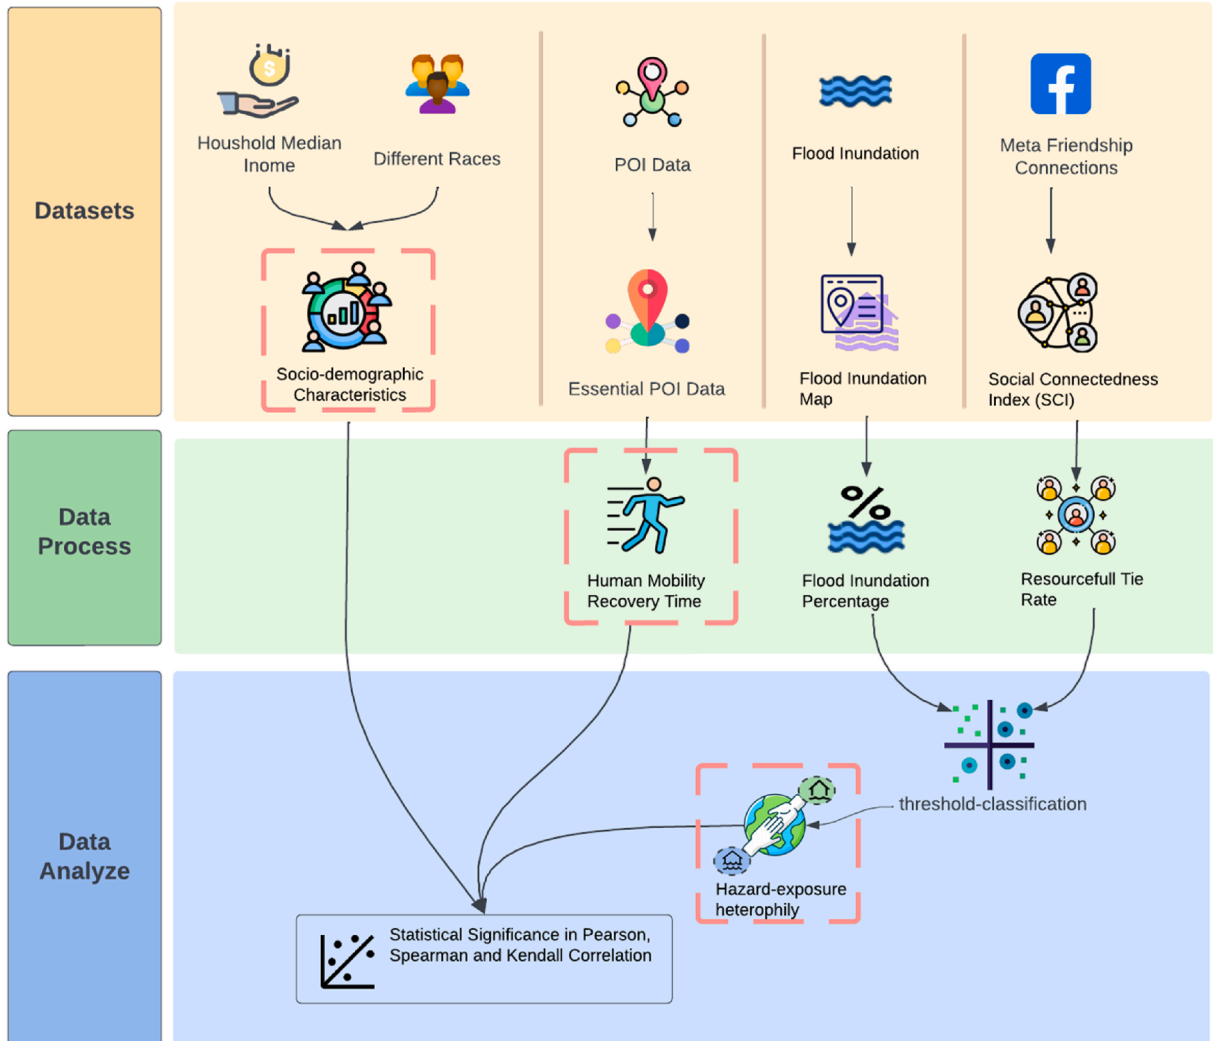 Datasets
Houshold Median
Inome
Different Races
POI Data
Flood Inundation
Meta Friendship
Connections
Socio-demographic
Characteristics
Essential POI Data
Flood Inundation
Map
Social Connectedness
Index (SCI)
Data
Process
Human Mobility
Recovery Time
%
Flood Inundation
Percentage
Resourcefull Tie
Rate
Data
Analyze
threshold-classification
Hazard-exposure
heterophily
Statistical Significance in Pearson,
Spearman and Kendall Correlation